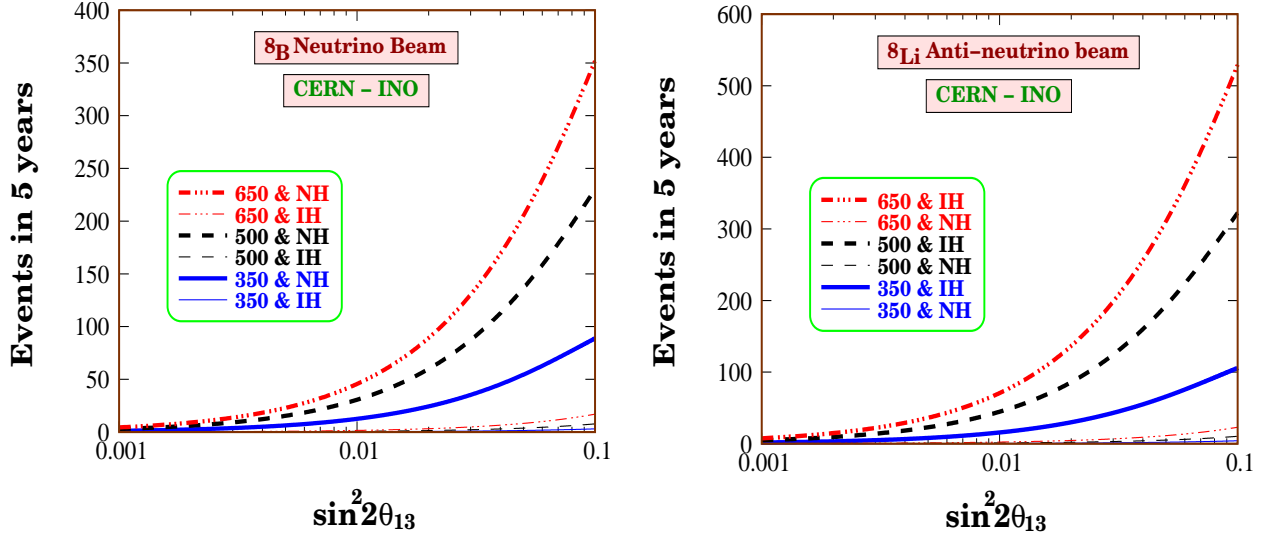 8B Neutrino Beam
CERN – INO
Events in 5 years
400
350
300
250
200
150
100
50
0
650 & NH
650 & IH
500 & NH
500 & IH
350 & NH
350 & IH
0.001
0.01
0.1
sin²2θ₁₃
8Li Anti–neutrino beam
CERN – INO
Events in 5 years
600
500
400
300
200
100
0
650 & IH
650 & NH
500 & IH
500 & NH
350 & IH
350 & NH
0.001
0.01
0.1
sin²2θ₁₃